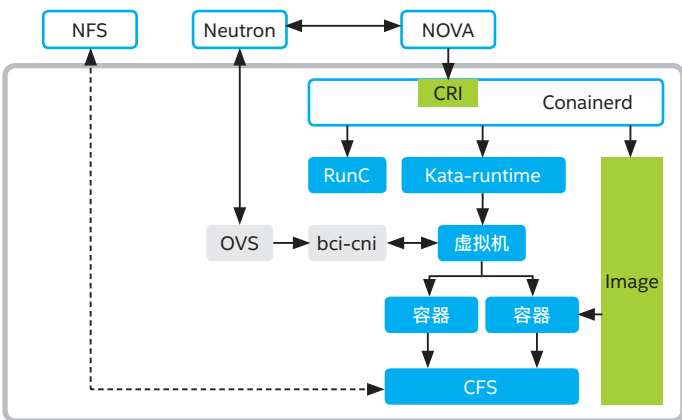 NFS
Neutron
NOVA
CRI
Conainerd
RunC
Kata-runtime
OVS
bci-cni
虚拟机
Image
容器
容器
CFS